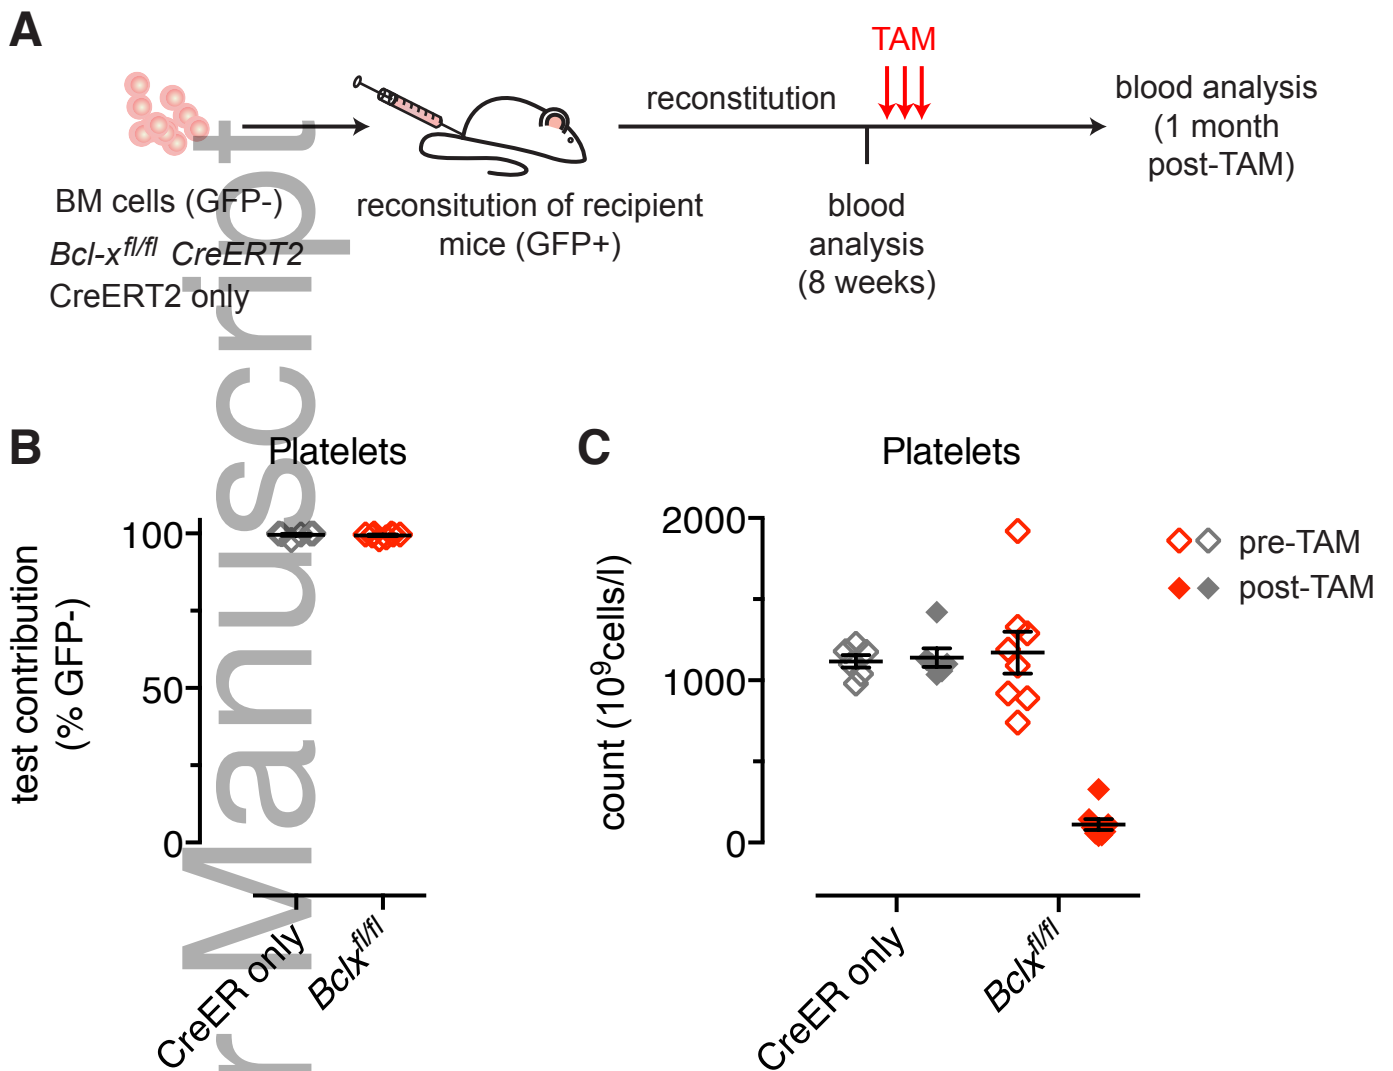 A
TAM
reconstitution
blood analysis
(1 month
post-TAM)
BM cells (GFP-)
Bcl-xfl/fl CreERT2
CreERT2 only
reconsitution of recipient
mice (GFP+)
blood
analysis
(8 weeks)
B
Platelets
test contribution
(% GFP-)
100
50
0
CreER only
Bclxfl/fl
C
Platelets
count (10⁹cells/l)
2000
1000
0
CreER only
Bclxfl/fl
pre-TAM
post-TAM
r Manuscript